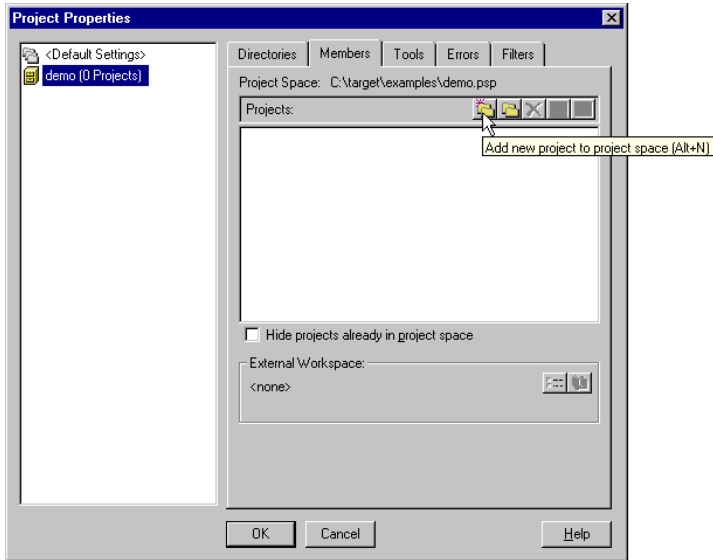 Project Properties
<Default Settings>
demo (0 Projects)
Directories Members Tools Errors Filters
Project Space: C:\target\examples\demo.psp
Projects:
Add new project to project space (Alt+N)
Hide projects already in project space
External Workspace:
<none>
OK Cancel Help